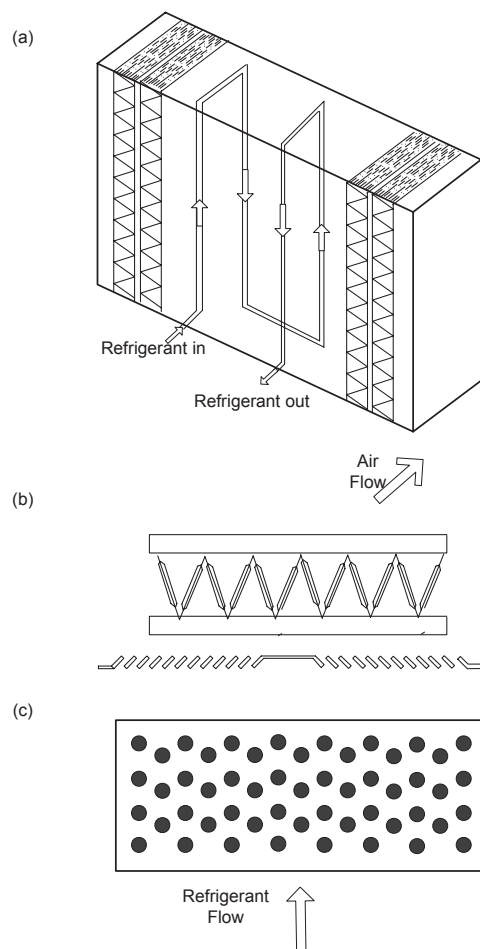 (a)
Refrigerant in
Refrigerant out
Air
Flow
(b)
(c)
Refrigerant
Flow